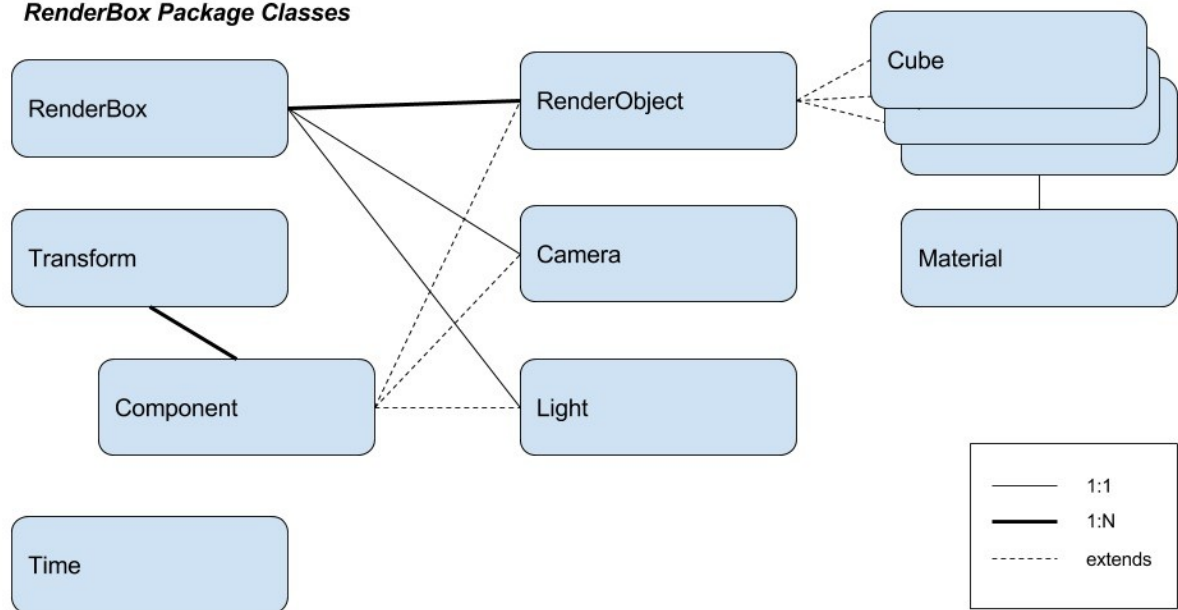 RenderBox Package Classes
RenderBox
RenderObject
Cube
Transform
Camera
Material
Component
Light
Time
1:1
1:N
extends